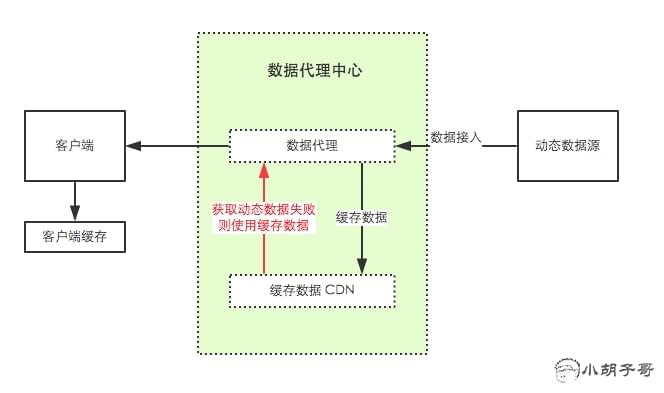 数据代理中心
客户端
数据代理
数据接入
动态数据源
获取动态数据失败
则使用缓存数据
缓存数据
客户端缓存
缓存数据 CDN
小胡子哥